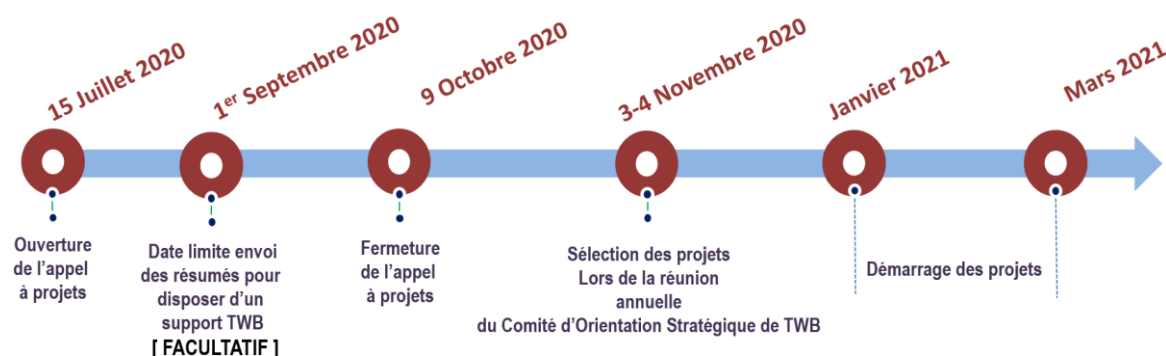 15 Juillet 2020
1er Septembre 2020
9 Octobre 2020
3-4 Novembre 2020
Janvier 2021
Mars 2021
Ouverture
de l'appel
à projets
Date limite envoi
des résumés pour
disposer d'un
support TWB
[ FACULTATIF ]
Fermeture
de l'appel
à projets
Sélection des projets
Lors de la réunion
annuelle
du Comité d'Orientation Stratégique de TWB
Démarrage des projets